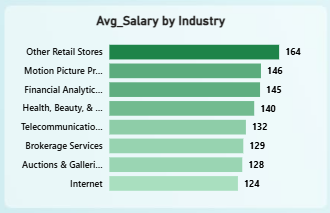 Avg_Salary by Industry
Other Retail Stores 164
Motion Picture Pr... 146
Financial Analytic... 145
Health, Beauty, & ... 140
Telecommunicatio... 132
Brokerage Services 129
Auctions & Galleri... 128
Internet 124